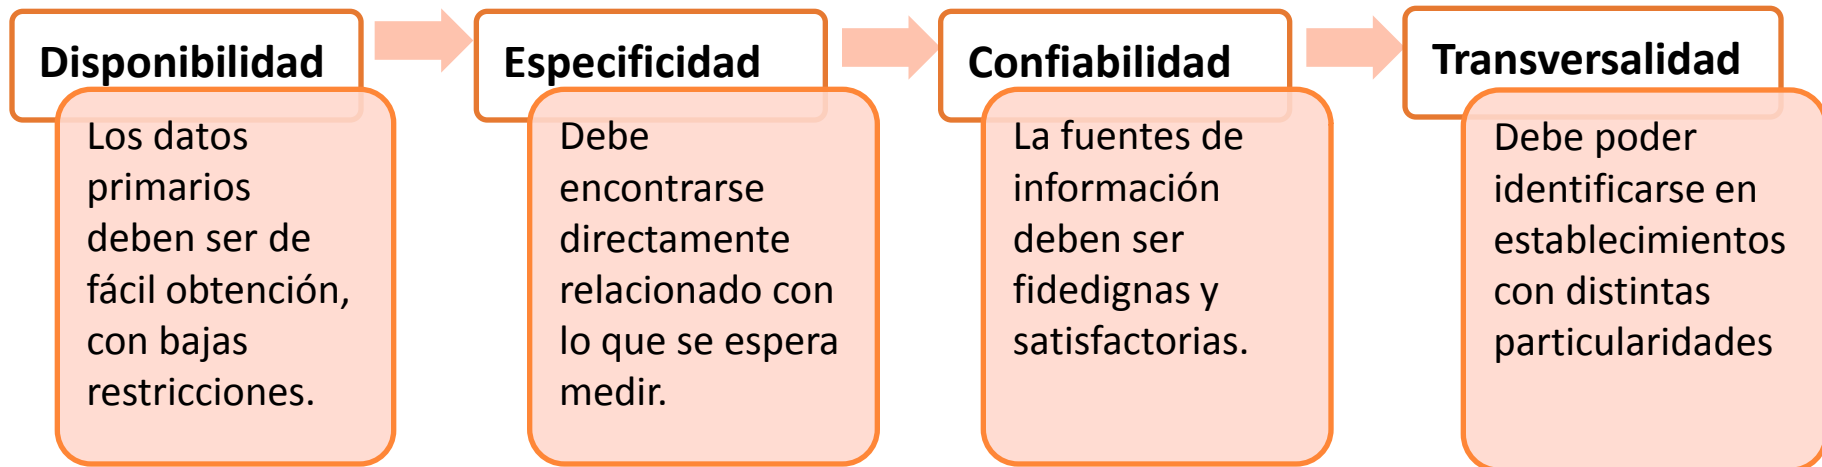 Disponibilidad
Los datos
primarios
deben ser de
fácil obtención,
con bajas
restricciones.
Especificidad
Debe
encontrarse
directamente
relacionado con
lo que se espera
medir.
Confiabilidad
La fuentes de
información
deben ser
fidedignas y
satisfactorias.
Transversalidad
Debe poder
identificarse en
establecimientos
con distintas
particularidades